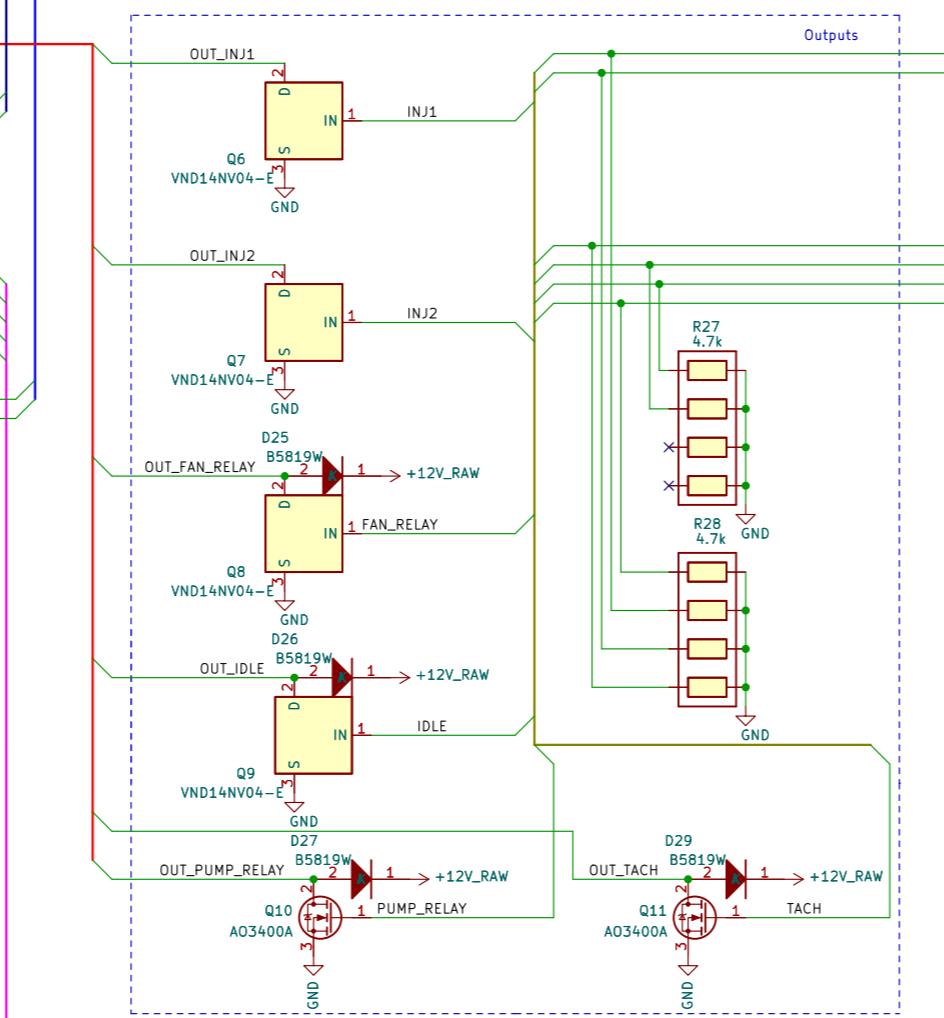 Outputs
OUT_INJ1
2
D
IN
1
INJ1
S
3
Q6
VND14NV04-E
GND
OUT_INJ2
2
D
IN
1
INJ2
S
3
Q7
VND14NV04-E
GND
R27
4.7k
GND
D25
B5819W
OUT_FAN_RELAY
2
K
1
+12V_RAW
2
D
IN
1
FAN_RELAY
S
3
Q8
VND14NV04-E
GND
R28
4.7k
GND
D26
B5819W
OUT_IDLE
2
K
1
+12V_RAW
2
D
IN
1
IDLE
S
3
Q9
VND14NV04-E
GND
D27
B5819W
OUT_PUMP_RELAY
2
K
1
+12V_RAW
2
Q10
AO3400A
1
PUMP_RELAY
3
GND
D29
B5819W
OUT_TACH
2
K
1
+12V_RAW
2
Q11
AO3400A
1
TACH
3
GND